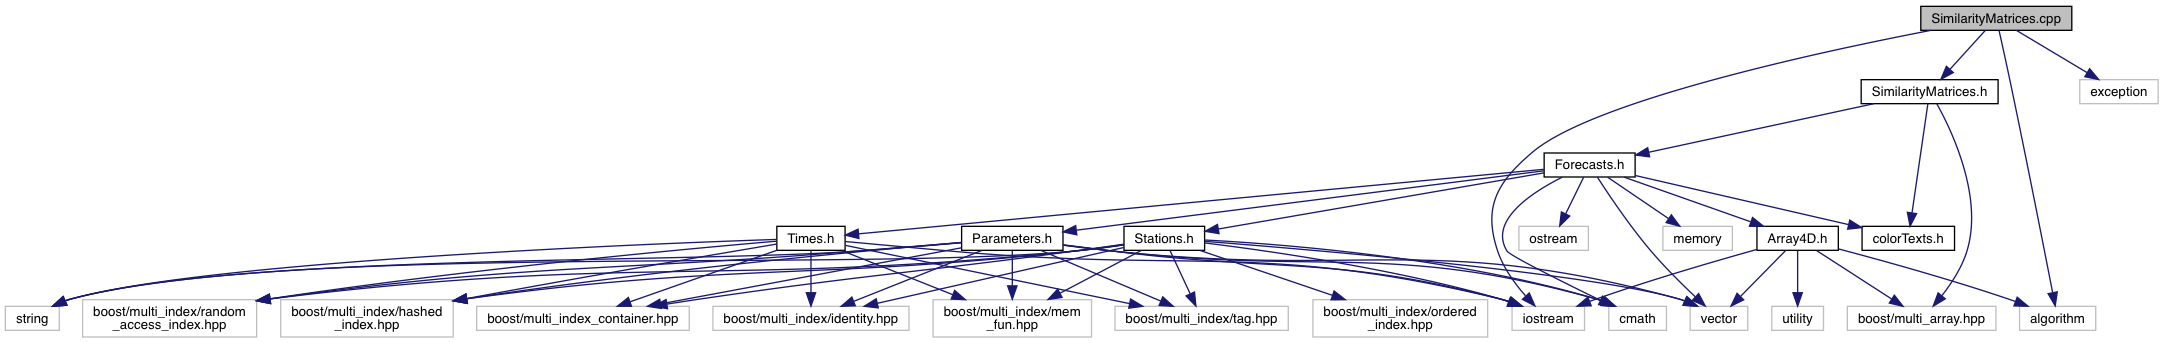 SimilarityMatrices.cpp
SimilarityMatrices.h
exception
Forecasts.h
Times.h
Parameters.h
Stations.h
ostream
memory
Array4D.h
colorTexts.h
string
boost/multi_index/random
_access_index.hpp
boost/multi_index/hashed
_index.hpp
boost/multi_index_container.hpp
boost/multi_index/identity.hpp
boost/multi_index/mem
_fun.hpp
boost/multi_index/tag.hpp
boost/multi_index/ordered
_index.hpp
iostream
cmath
vector
utility
boost/multi_array.hpp
algorithm